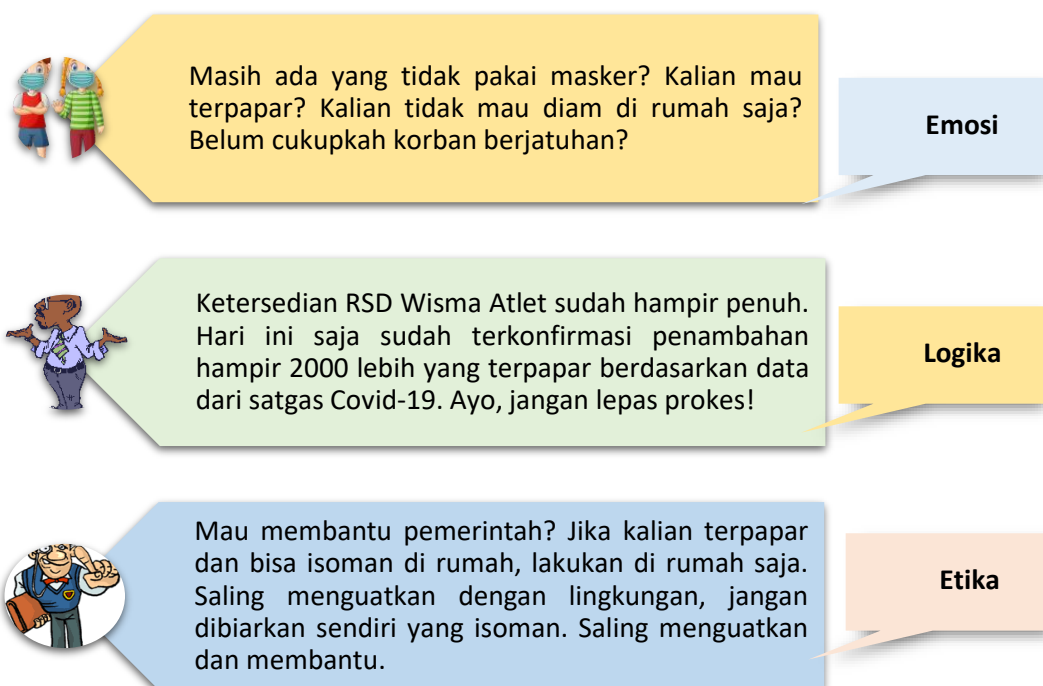 Masih ada yang tidak pakai masker? Kalian mau
terpapar? Kalian tidak mau diam di rumah saja?
Belum cukupkah korban berjatuhan?
Emosi
Ketersedian RSD Wisma Atlet sudah hampir penuh.
Hari ini saja sudah terkonfirmasi penambahan
hampir 2000 lebih yang terpapar berdasarkan data
dari satgas Covid-19. Ayo, jangan lepas prokes!
Logika
Mau membantu pemerintah? Jika kalian terpapar
dan bisa isoman di rumah, lakukan di rumah saja.
Saling menguatkan dengan lingkungan, jangan
dibiarkan sendiri yang isoman. Saling menguatkan
dan membantu.
Etika